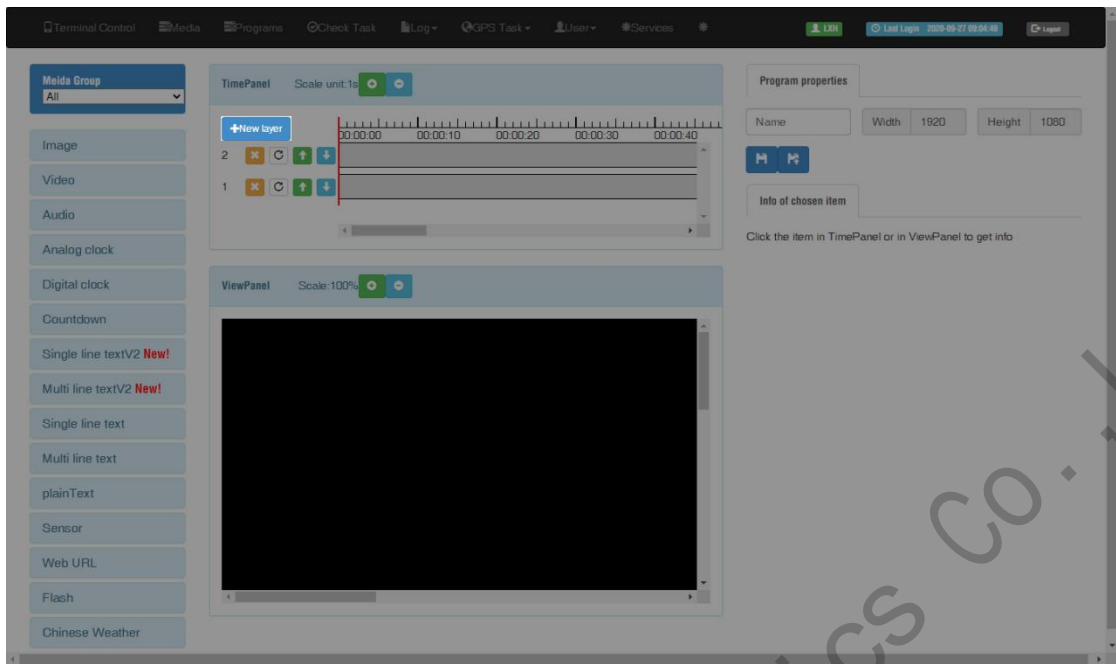 Terminal Control Media Programs Check Task Log GPS Task User Services LXH Last Login 2020-09-27 09:04:48 Logout
Meida Group
All
Image
Video
Audio
Analog clock
Digital clock
Countdown
Single line textV2 New!
Multi line textV2 New!
Single line text
Multi line text
plainText
Sensor
Web URL
Flash
Chinese Weather
TimePanel Scale unit:1s
New layer
00:00:00 00:00:10 00:00:20 00:00:30 00:00:40
2
1
ViewPanel Scale:100%
Program properties
Name Width 1920 Height 1080
Info of chosen item
Click the item in TimePanel or in ViewPanel to get info
ics Co., L